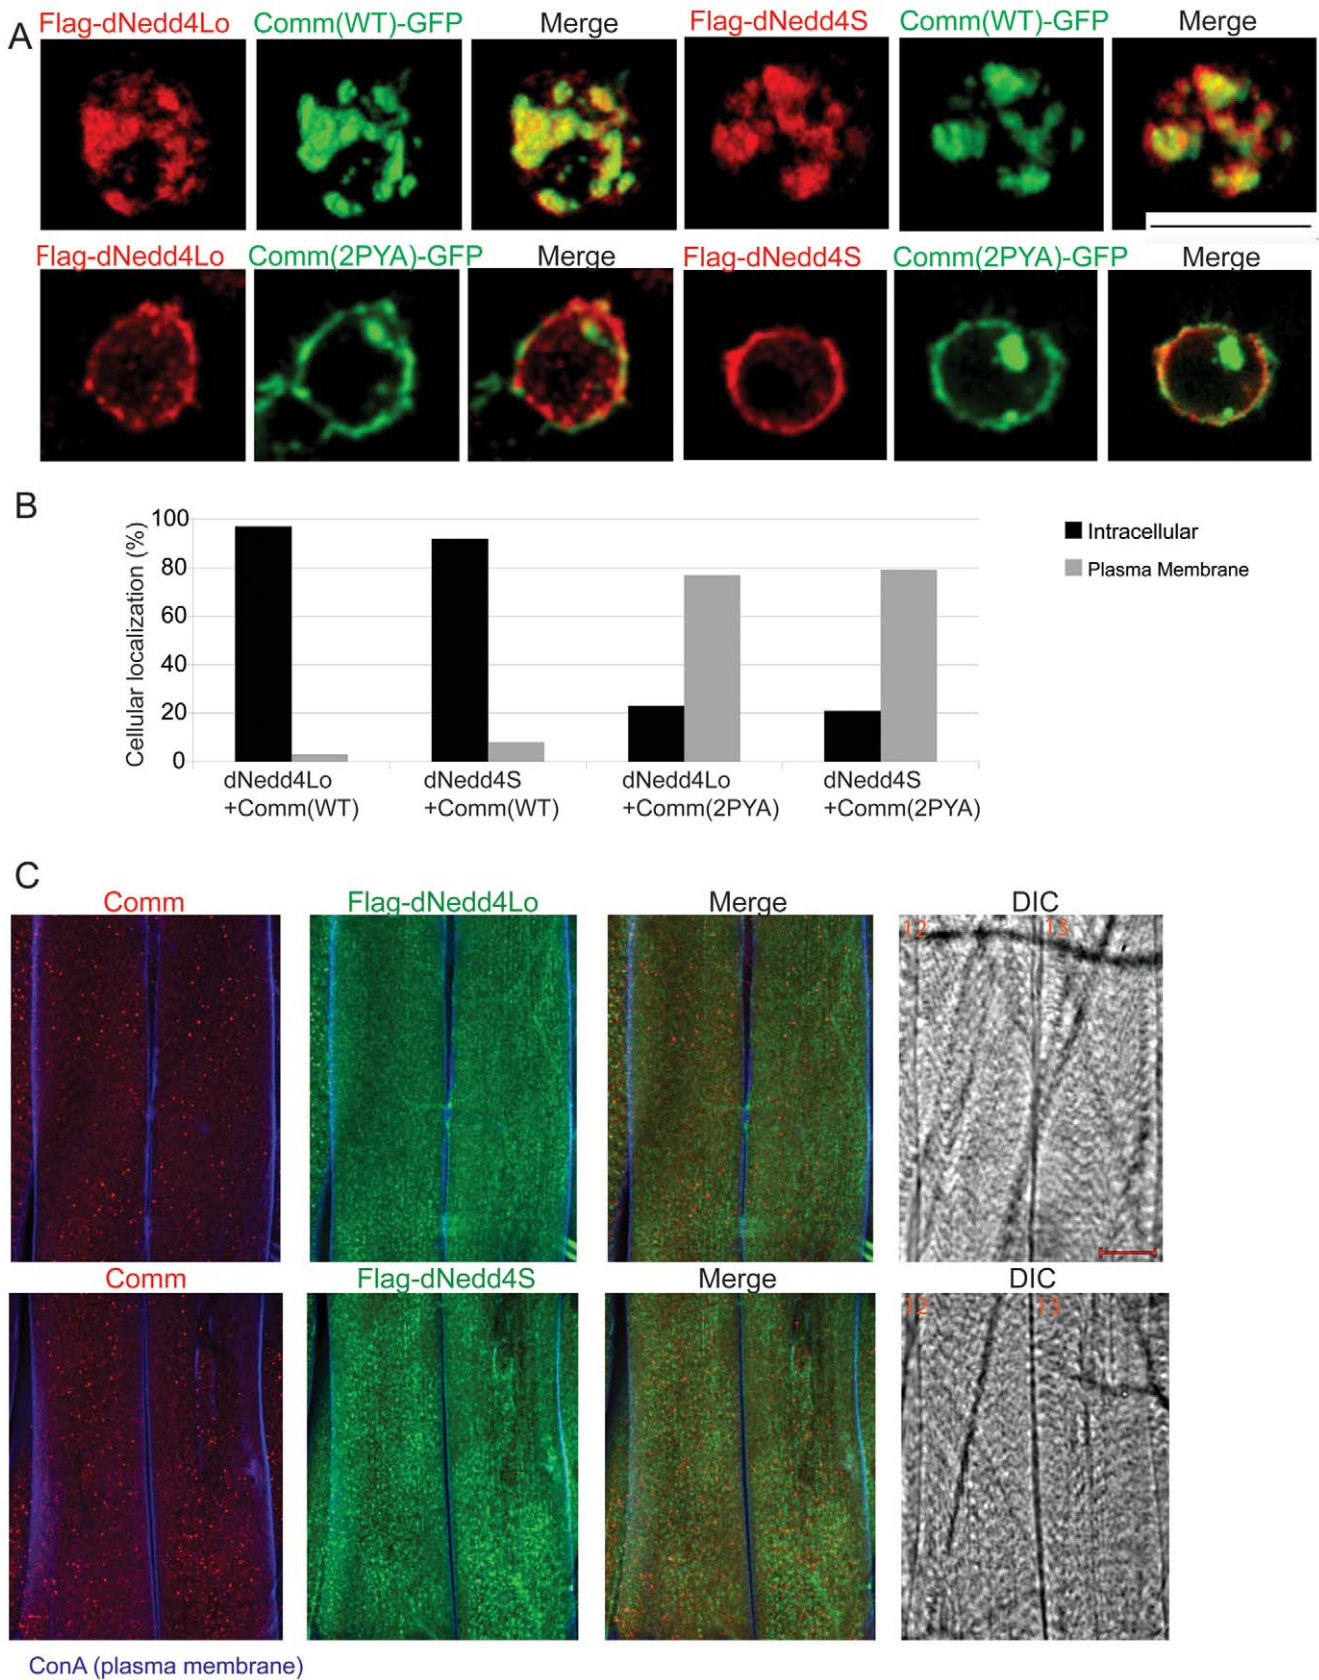 A
Flag-dNedd4Lo Comm(WT)-GFP Merge Flag-dNedd4S Comm(WT)-GFP Merge
Flag-dNedd4Lo Comm(2PYA)-GFP Merge Flag-dNedd4S Comm(2PYA)-GFP Merge
B
Cellular localization (%)
100
80
60
40
20
0
dNedd4Lo dNedd4S dNedd4Lo dNedd4S
+Comm(WT) +Comm(WT) +Comm(2PYA) +Comm(2PYA)
Intracellular
Plasma Membrane
C
Comm Flag-dNedd4Lo Merge DIC
12 13
Comm Flag-dNedd4S Merge DIC
12 13
ConA (plasma membrane)